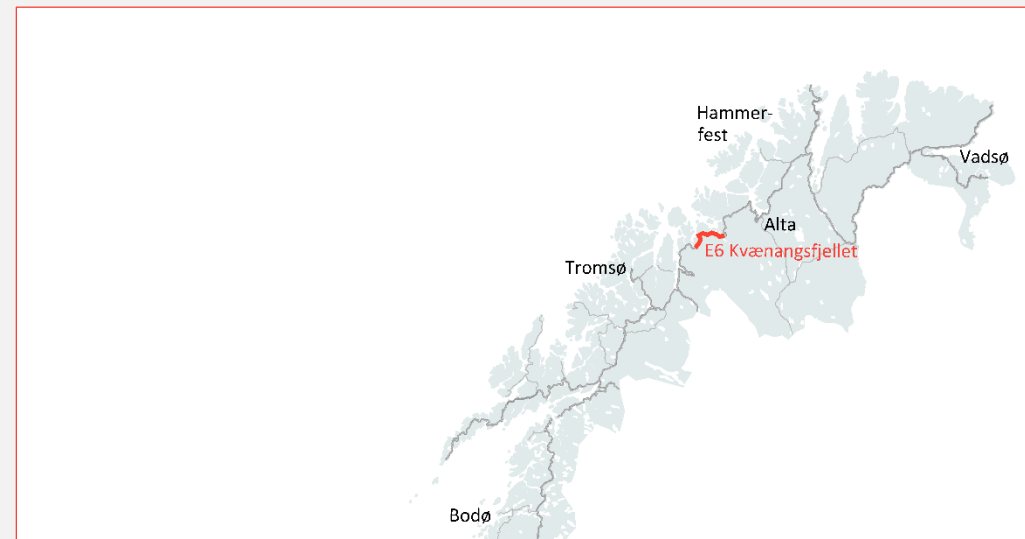 Hammer-
fest
Vadsø
Alta
E6 Kvænangsfjellet
Tromsø
Bodø